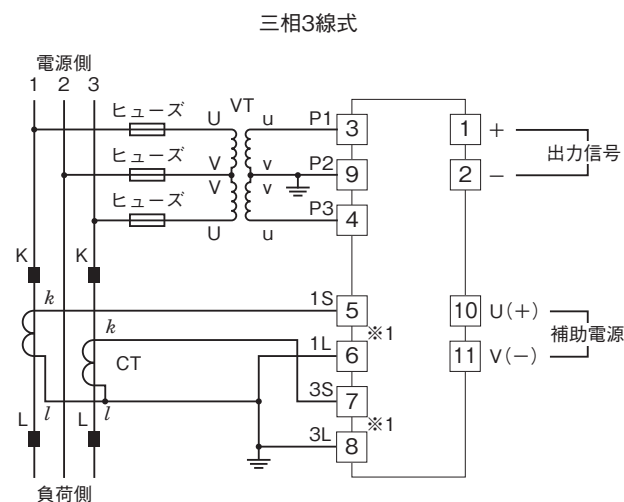 三相3線式
電源側
1 2 3
ヒューズ U VT u P1 3 1 +
出力信号
ヒューズ V v P2 9 2 −
V v
ヒューズ P3 4
U u
K K
k 1S 5 10 U(+)
※1
補助電源
k 1L 6 11 V(−)
CT
3S 7
L l L l ※1
3L 8
負荷側